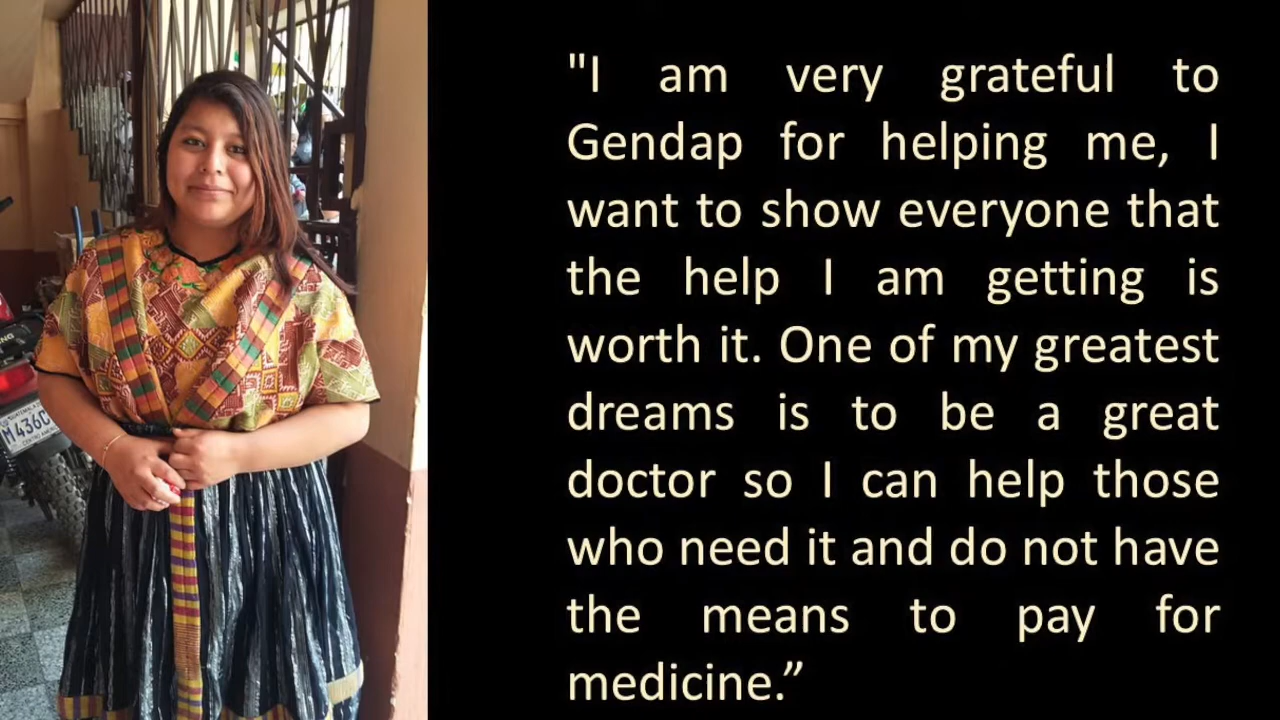 "I am very grateful to
Gendap for helping me, I
want to show everyone that
the help I am getting is
worth it. One of my greatest
dreams is to be a great
doctor so I can help those
who need it and do not have
the means to pay for
medicine.”
GUATEMALA
M436C